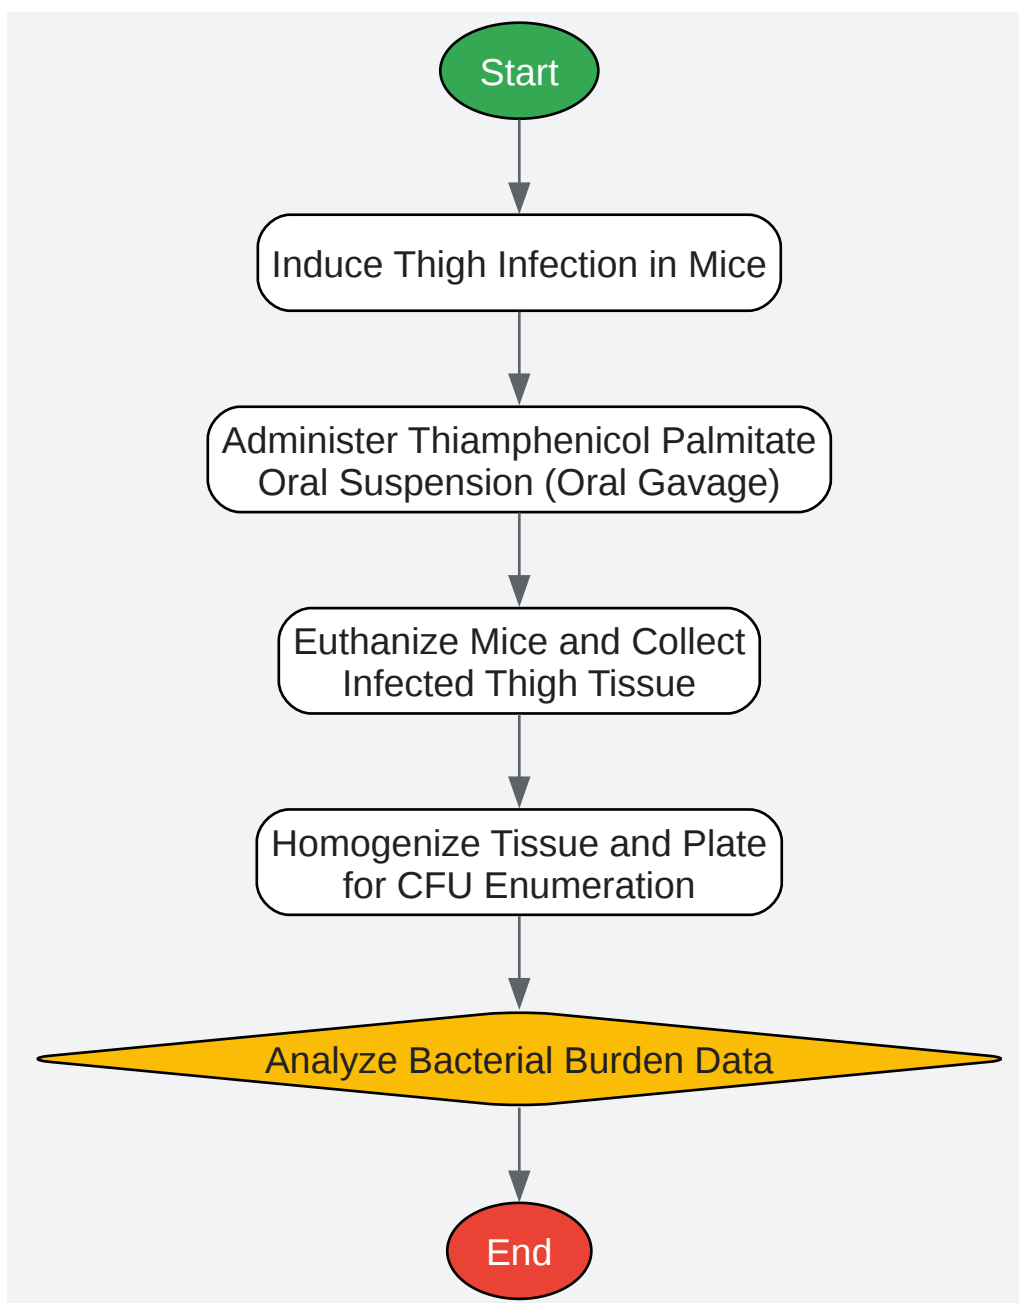 Start
Induce Thigh Infection in Mice
Administer Thiamphenicol Palmitate
Oral Suspension (Oral Gavage)
Euthanize Mice and Collect
Infected Thigh Tissue
Homogenize Tissue and Plate
for CFU Enumeration
Analyze Bacterial Burden Data
End